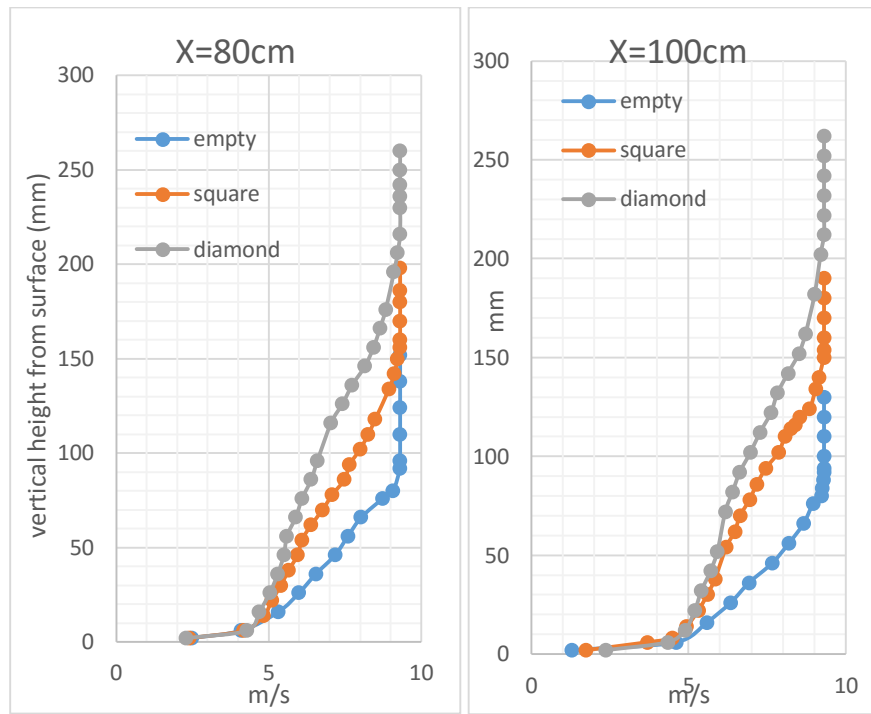 X=80cm
300
250
200
150
100
50
0
vertical height from surface (mm)
empty
square
diamond
0
5
10
m/s
X=100cm
300
250
200
150
100
50
0
mm
empty
square
diamond
0
5
10
m/s